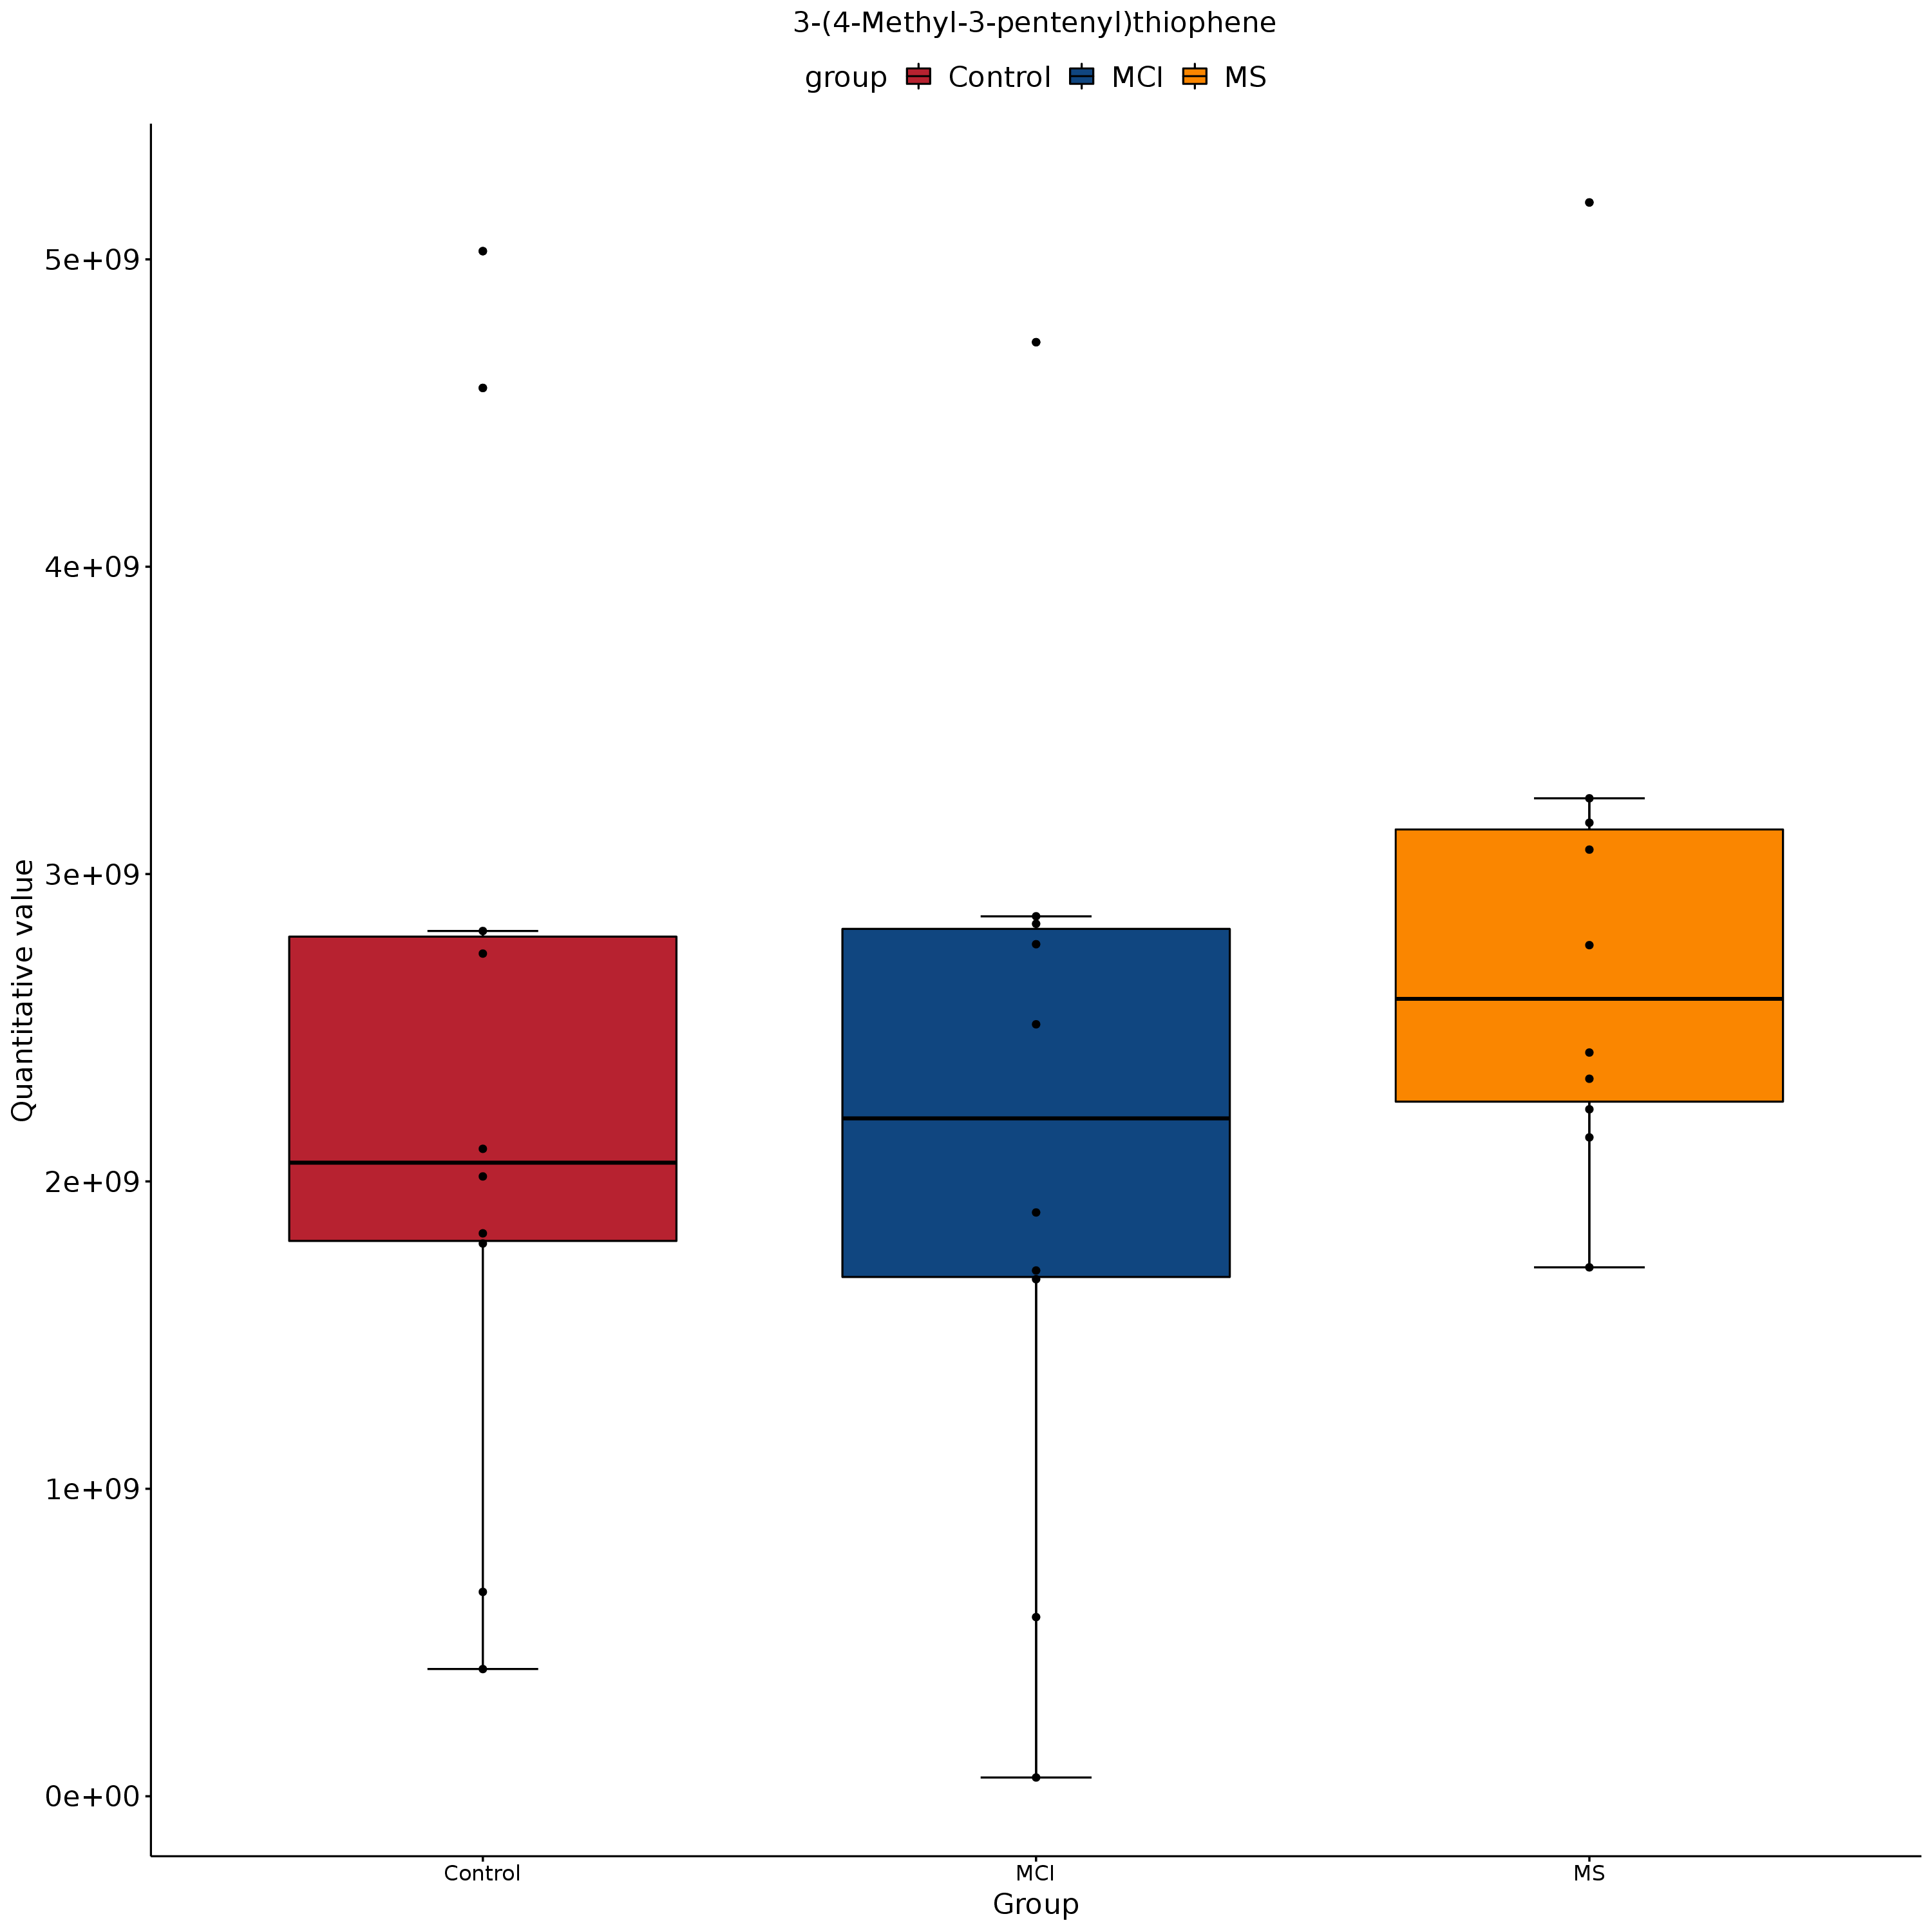 3-(4-Methyl-3-pentenyl)thiophene
group Control MCI MS
5e+09
4e+09
3e+09
2e+09
1e+09
0e+00
Quantitative value
Control MCI MS
Group